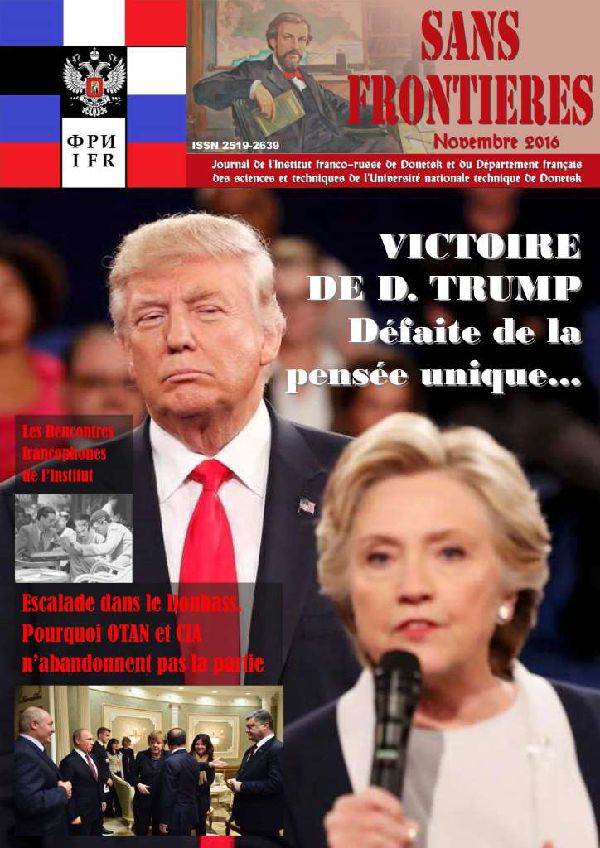 SANS
FRONTIERES
Novembre 2016
ISSN 2519-2639
ФРИ
IFR
Journal de l'Institut franco-russe de Donetsk et du Département français
des sciences et techniques de l'Université nationale technique de Donetsk
VICTOIRE
DE D. TRUMP
Défaite de la
pensée unique...
Les Rencontres
francophones
de l'Institut
Escalade dans le Donbass.
Pourquoi OTAN et CIA
n'abandonnent pas la partie